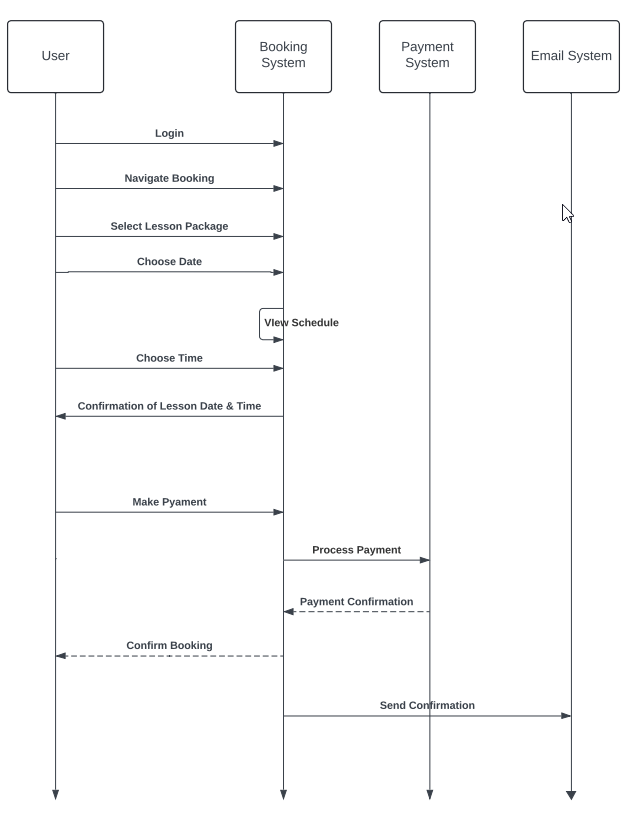 User
Booking
System
Payment
System
Email System
Login
Navigate Booking
Select Lesson Package
Choose Date
VIew Schedule
Choose Time
Confirmation of Lesson Date & Time
Make Pyament
Process Payment
Payment Confirmation
Confirm Booking
Send Confirmation